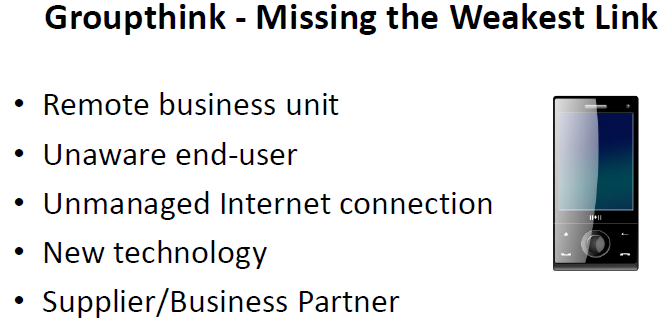 Groupthink - Missing the Weakest Link
• Remote business unit
• Unaware end-user
• Unmanaged Internet connection
• New technology
• Supplier/Business Partner